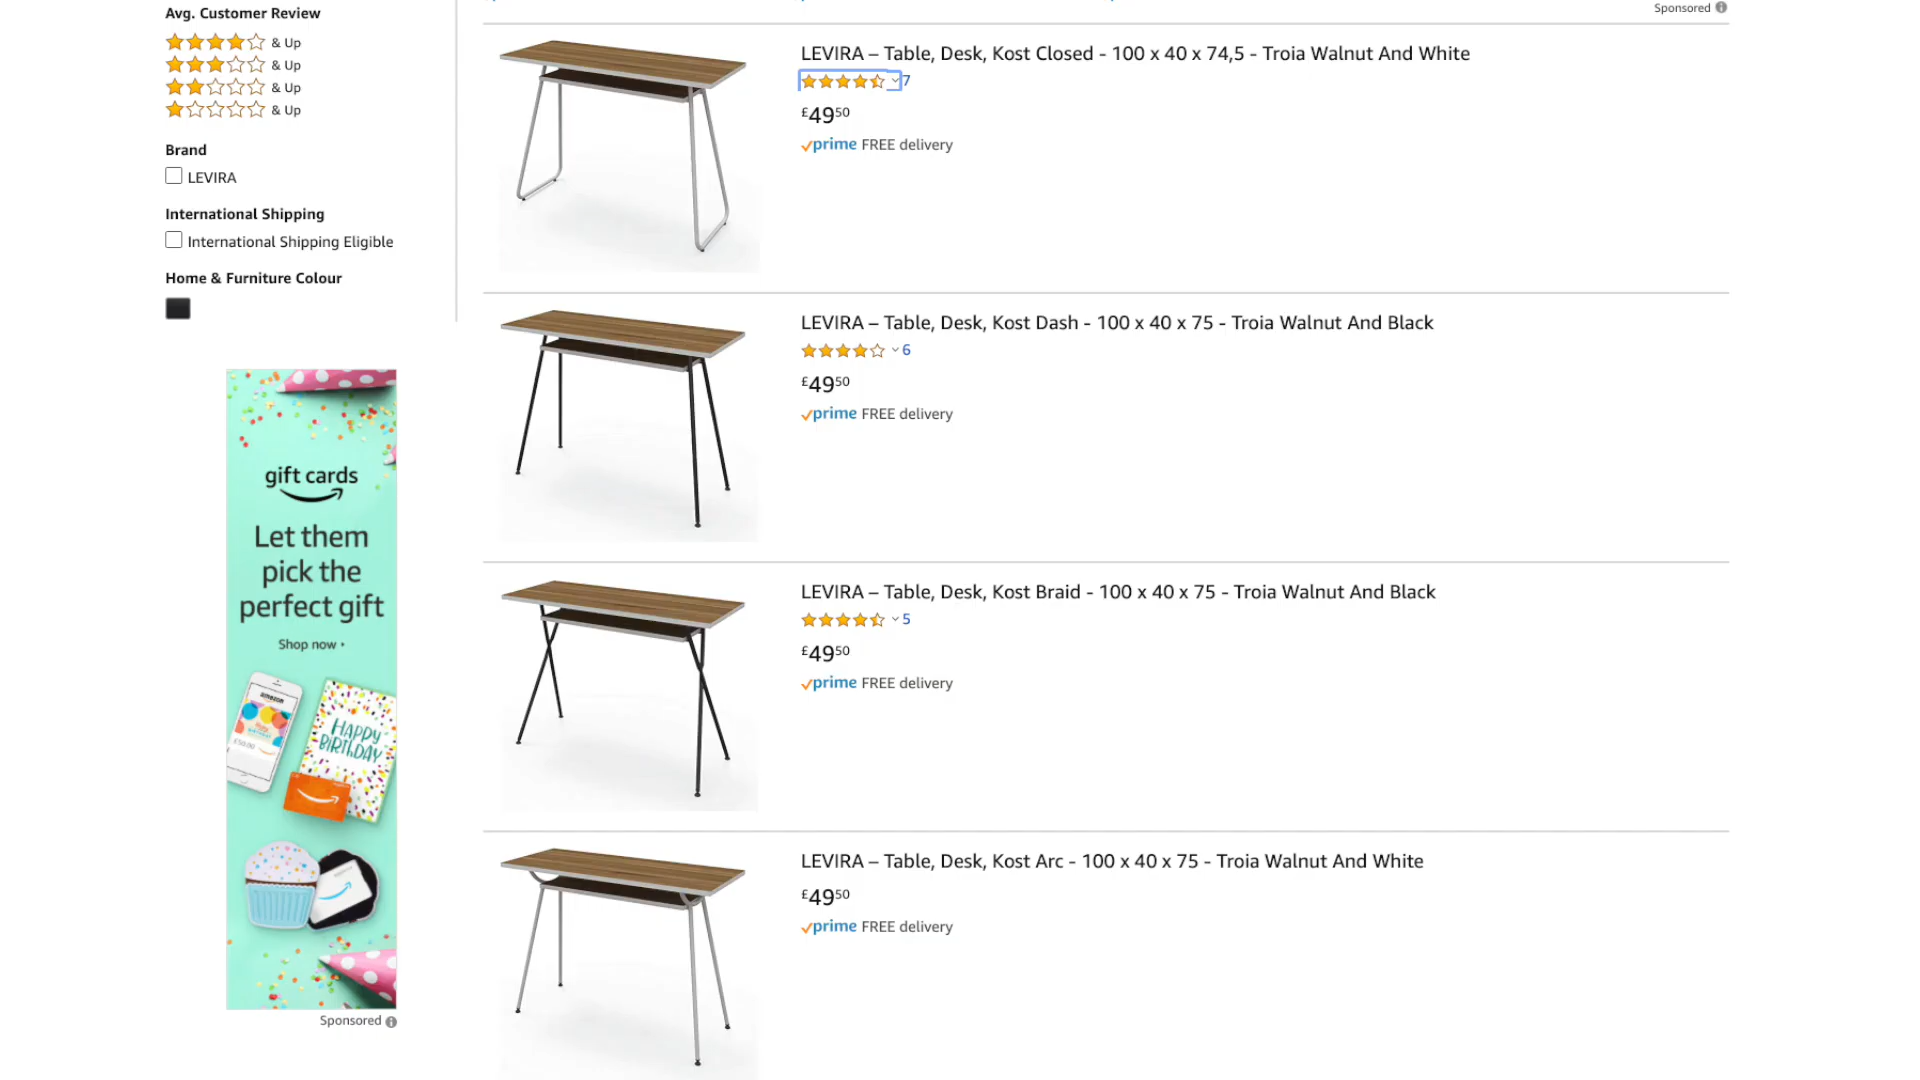 Avg. Customer Review
& Up
& Up
& Up
& Up
Brand
LEVIRA
International Shipping
International Shipping Eligible
Home & Furniture Colour
gift cards
Let them
pick the
perfect gift
Shop now
amazon
HAPPY
BIRTHDAY
Sponsored
Sponsored
LEVIRA – Table, Desk, Kost Closed - 100 x 40 x 74,5 - Troia Walnut And White
7
£49.50
prime FREE delivery
LEVIRA – Table, Desk, Kost Dash - 100 x 40 x 75 - Troia Walnut And Black
6
£49.50
prime FREE delivery
LEVIRA – Table, Desk, Kost Braid - 100 x 40 x 75 - Troia Walnut And Black
5
£49.50
prime FREE delivery
LEVIRA – Table, Desk, Kost Arc - 100 x 40 x 75 - Troia Walnut And White
£49.50
prime FREE delivery